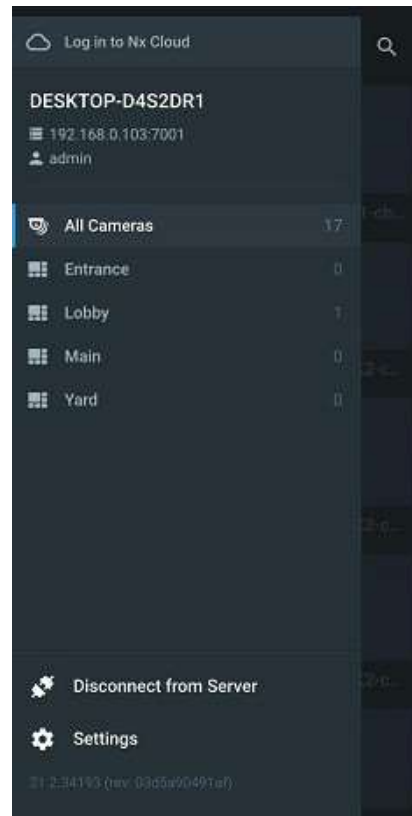 Log in to Nx Cloud
DESKTOP-D4S2DR1
192.168.0.103:7001
admin
All Cameras 17
Entrance 0
Lobby 1
Main 0
Yard 0
Disconnect from Server
Settings